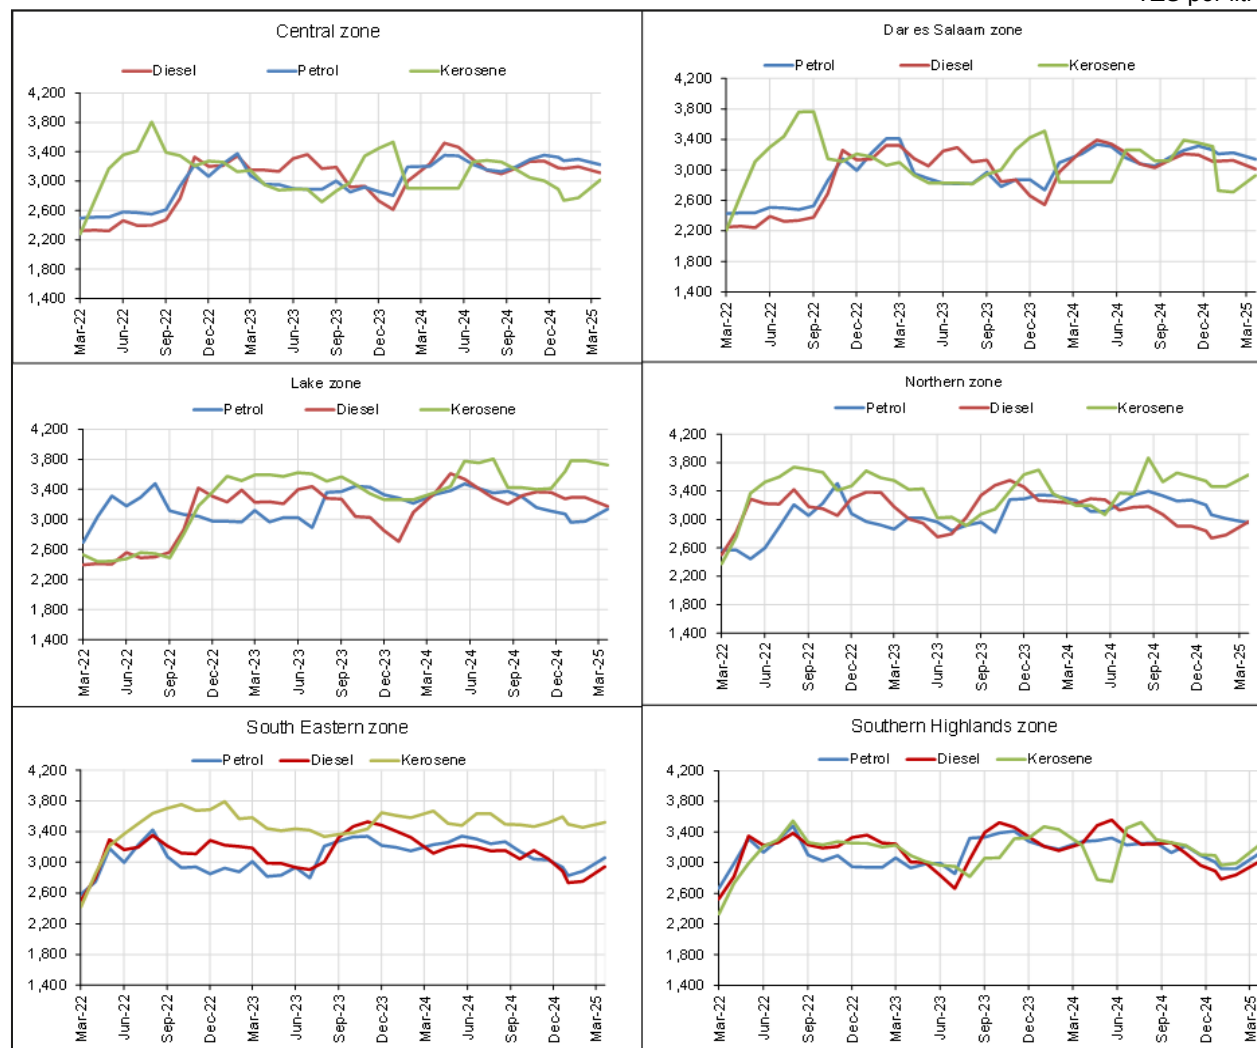 Central zone
Diesel Petrol Kerosene
4,200
3,800
3,400
3,000
2,600
2,200
1,800
1,400
Mar-22
Jun-22
Sep-22
Dec-22
Mar-23
Jun-23
Sep-23
Dec-23
Mar-24
Jun-24
Sep-24
Dec-24
Mar-25
Dar es Salaam zone
Petrol Diesel Kerosene
4,200
3,800
3,400
3,000
2,600
2,200
1,800
1,400
Mar-22
Jun-22
Sep-22
Dec-22
Mar-23
Jun-23
Sep-23
Dec-23
Mar-24
Jun-24
Sep-24
Dec-24
Mar-25
Lake zone
Petrol Diesel Kerosene
4,200
3,800
3,400
3,000
2,600
2,200
1,800
1,400
Mar-22
Jun-22
Sep-22
Dec-22
Mar-23
Jun-23
Sep-23
Dec-23
Mar-24
Jun-24
Sep-24
Dec-24
Mar-25
Northern zone
Petrol Diesel Kerosene
4,200
3,800
3,400
3,000
2,600
2,200
1,800
1,400
Mar-22
Jun-22
Sep-22
Dec-22
Mar-23
Jun-23
Sep-23
Dec-23
Mar-24
Jun-24
Sep-24
Dec-24
Mar-25
South Eastern zone
Petrol Diesel Kerosene
4,200
3,800
3,400
3,000
2,600
2,200
1,800
1,400
Mar-22
Jun-22
Sep-22
Dec-22
Mar-23
Jun-23
Sep-23
Dec-23
Mar-24
Jun-24
Sep-24
Dec-24
Mar-25
Southern Highlands zone
Petrol Diesel Kerosene
4,200
3,800
3,400
3,000
2,600
2,200
1,800
1,400
Mar-22
Jun-22
Sep-22
Dec-22
Mar-23
Jun-23
Sep-23
Dec-23
Mar-24
Jun-24
Sep-24
Dec-24
Mar-25